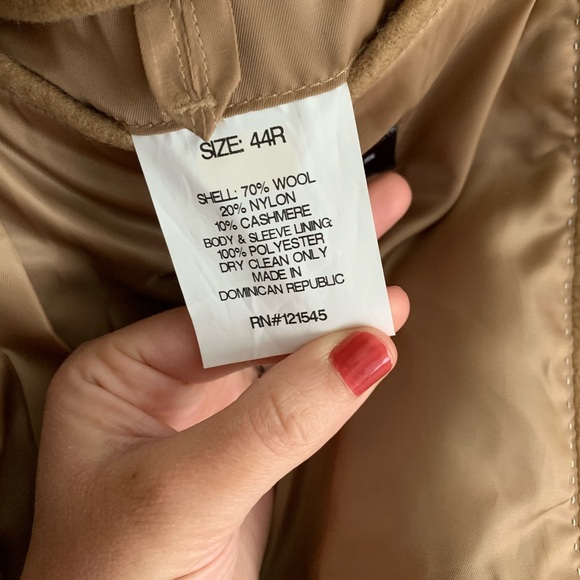 SIZE: 44R
SHELL: 70% WOOL
20% NYLON
10% CASHMERE
BODY & SLEEVE LINING:
100% POLYESTER
DRY CLEAN ONLY
MADE IN
DOMINICAN REPUBLIC
RN#121545